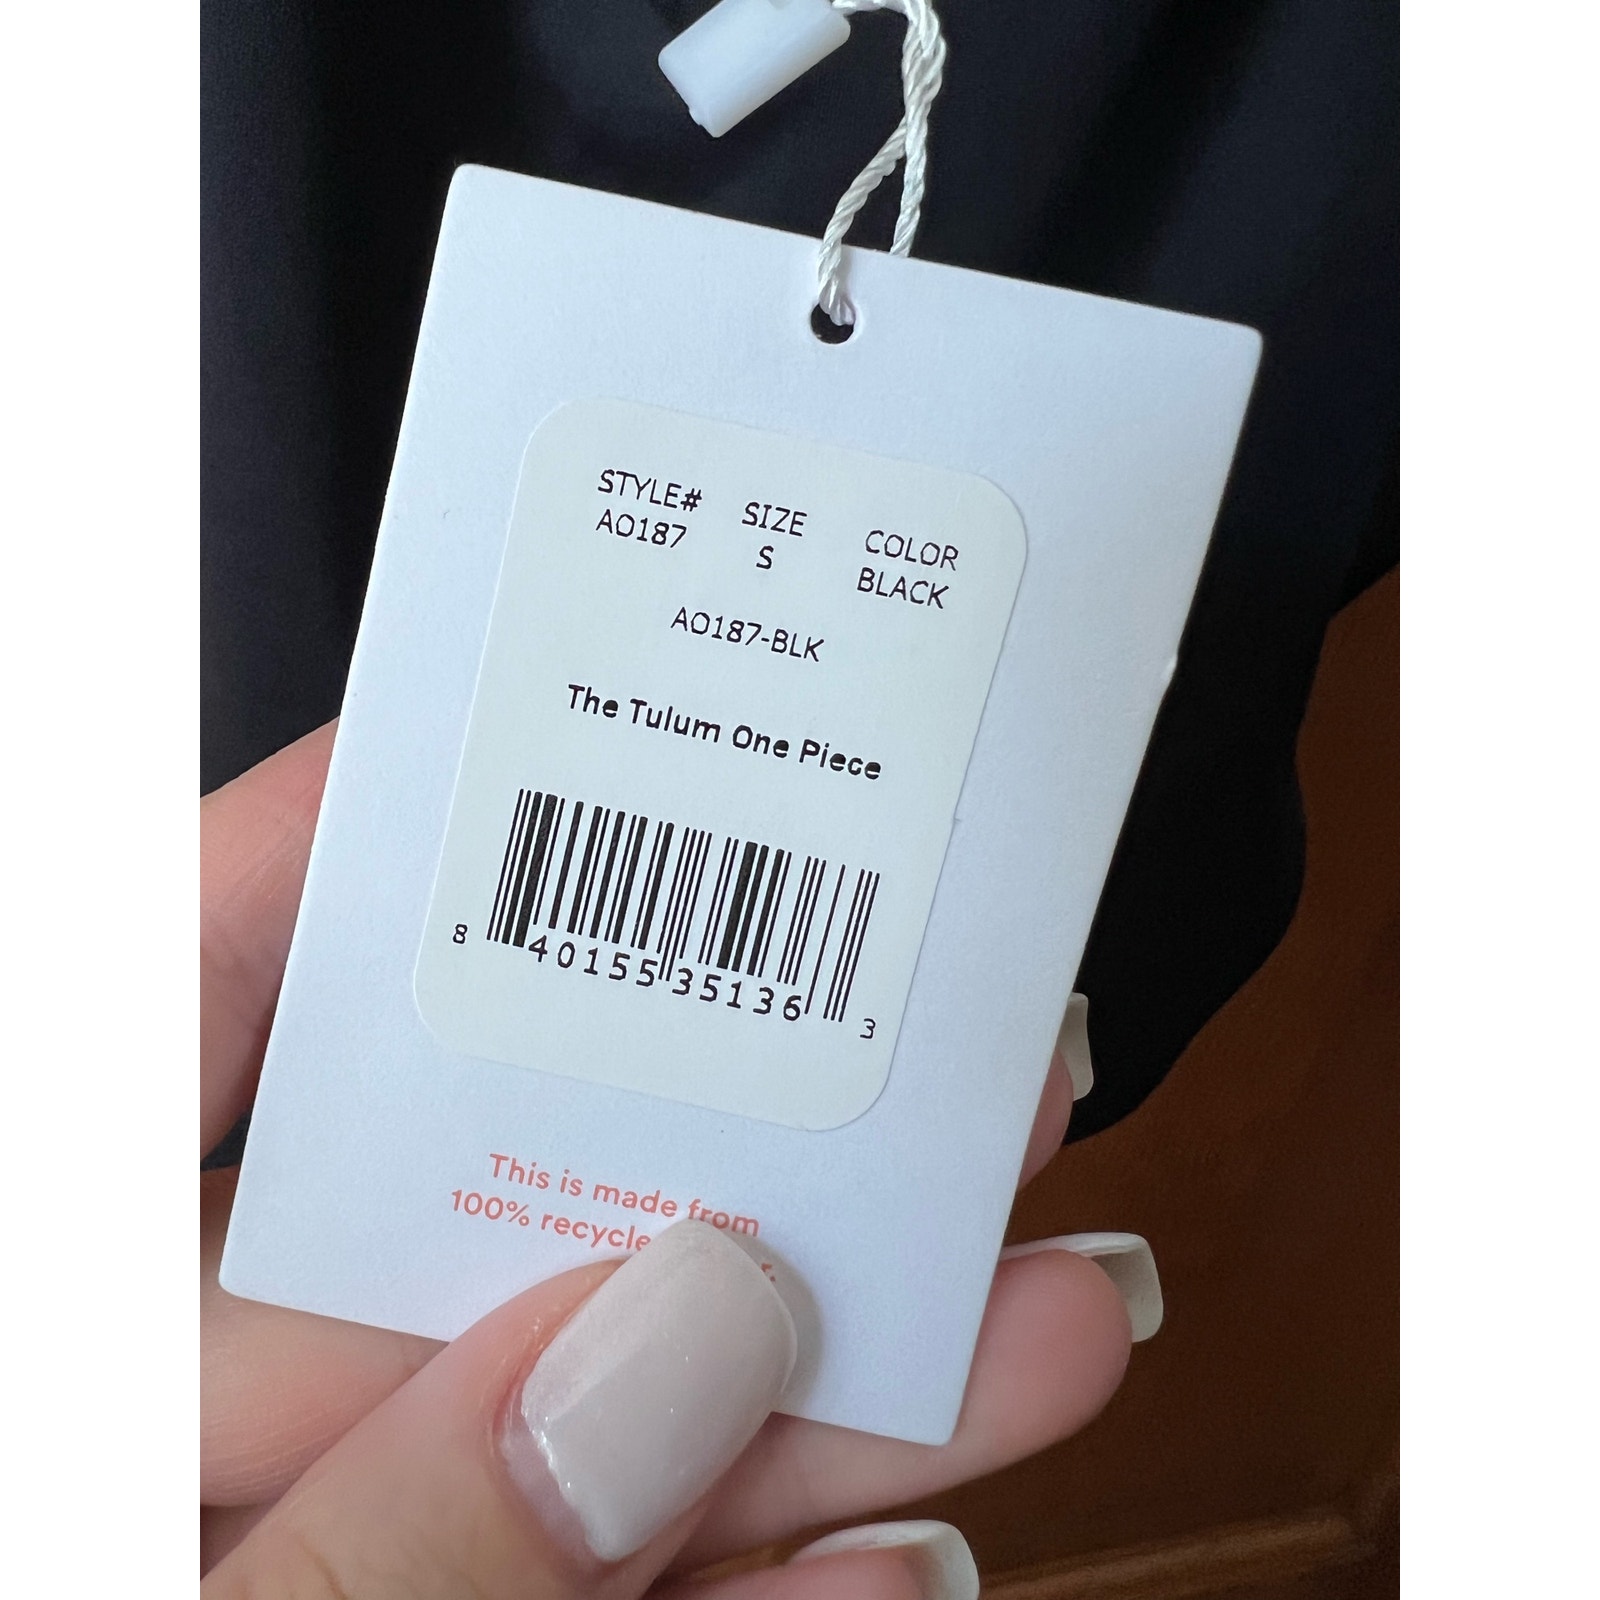 STYLE# SIZE COLOR
AO187 S BLACK
AO187-BLK
The Tulum One Piece
8 40155 35136 3
This is made from
100%